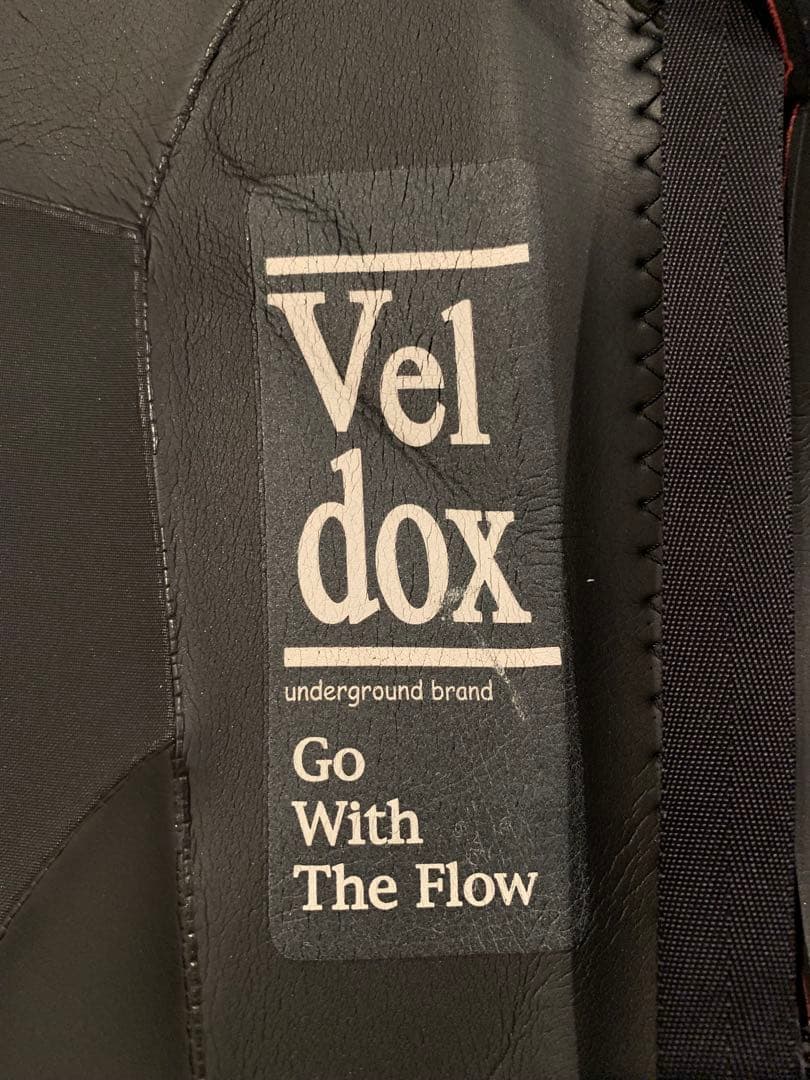 Vel
dox
underground brand
Go
With
The Flow